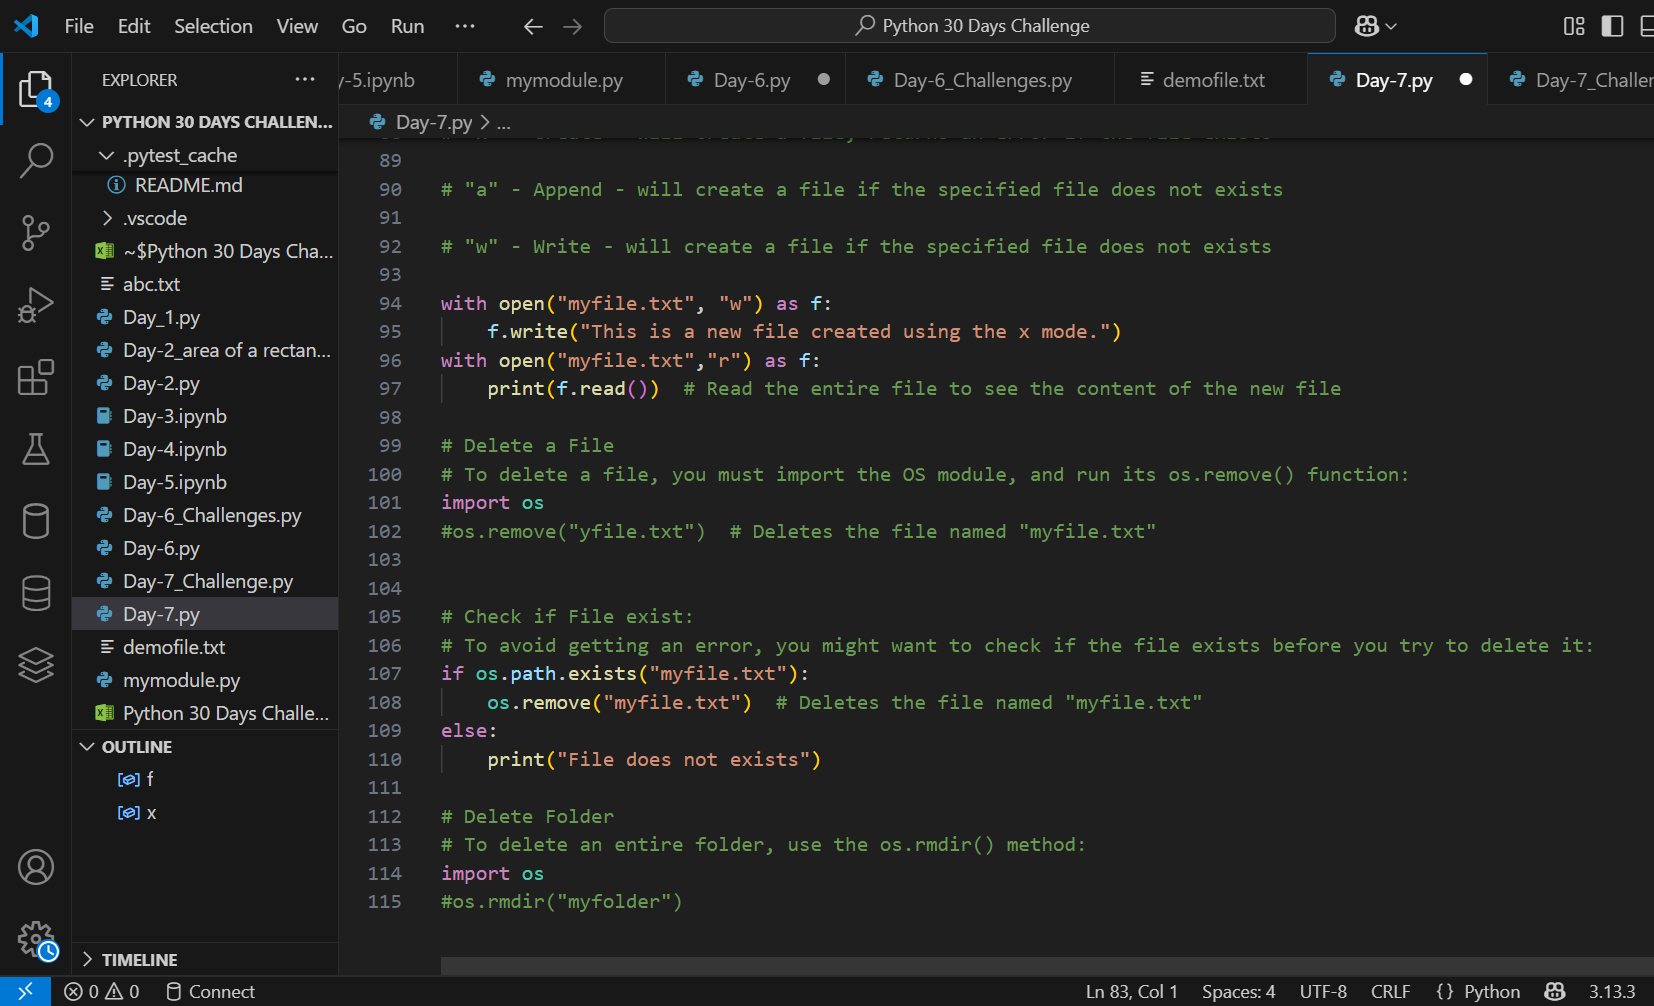 File Edit Selection View Go Run ··· Python 30 Days Challenge
EXPLORER ···
4
PYTHON 30 DAYS CHALLEN...
.pytest_cache
README.md
.vscode
~$Python 30 Days Cha...
abc.txt
Day_1.py
Day-2_area of a rectan...
Day-2.py
Day-3.ipynb
Day-4.ipynb
Day-5.ipynb
Day-6_Challenges.py
Day-6.py
Day-7_Challenge.py
Day-7.py
demofile.txt
mymodule.py
Python 30 Days Challe...
OUTLINE
f
x
TIMELINE
y-5.ipynb mymodule.py Day-6.py Day-6_Challenges.py demofile.txt Day-7.py Day-7_Challer
Day-7.py > ...
89
90 # "a" - Append - will create a file if the specified file does not exists
91
92 # "w" - Write - will create a file if the specified file does not exists
93
94 with open("myfile.txt", "w") as f:
95     f.write("This is a new file created using the x mode.")
96 with open("myfile.txt","r") as f:
97     print(f.read())  # Read the entire file to see the content of the new file
98
99 # Delete a File
100 # To delete a file, you must import the OS module, and run its os.remove() function:
101 import os
102 #os.remove("yfile.txt")  # Deletes the file named "myfile.txt"
103
104
105 # Check if File exist:
106 # To avoid getting an error, you might want to check if the file exists before you try to delete it:
107 if os.path.exists("myfile.txt"):
108     os.remove("myfile.txt")  # Deletes the file named "myfile.txt"
109 else:
110     print("File does not exists")
111
112 # Delete Folder
113 # To delete an entire folder, use the os.rmdir() method:
114 import os
115 #os.rmdir("myfolder")
0 0 Connect Ln 83, Col 1 Spaces: 4 UTF-8 CRLF {} Python 3.13.3